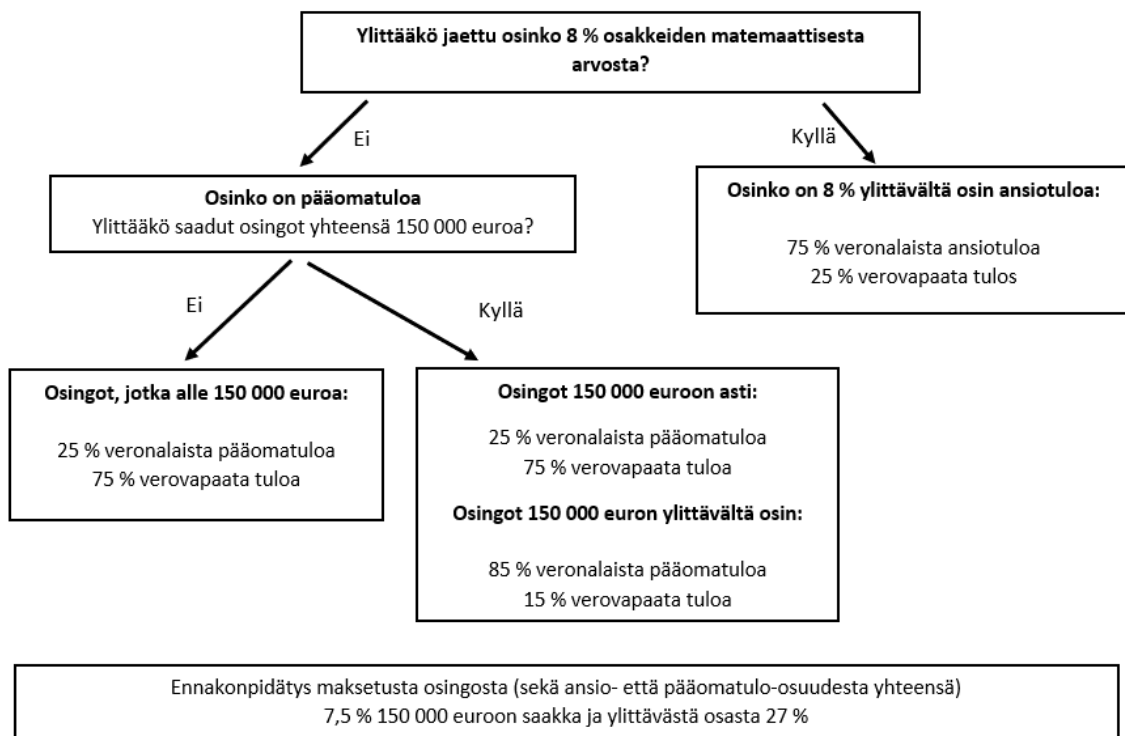 Ylittääkö jaettu osinko 8 % osakkeiden matemaattisesta
arvosta?
Ei
Kyllä
Osinko on pääomatuloa
Ylittääkö saadut osingot yhteensä 150 000 euroa?
Osinko on 8 % ylittävältä osin ansiotuloa:
75 % veronalaista ansiotuloa
25 % verovapaata tulos
Ei
Kyllä
Osingot, jotka alle 150 000 euroa:
25 % veronalaista pääomatuloa
75 % verovapaata tuloa
Osingot 150 000 euroon asti:
25 % veronalaista pääomatuloa
75 % verovapaata tuloa
Osingot 150 000 euron ylittävältä osin:
85 % veronalaista pääomatuloa
15 % verovapaata tuloa
Ennakonpidätys maksetusta osingosta (sekä ansio- että pääomatulo-osuudesta yhteensä)
7,5 % 150 000 euroon saakka ja ylittävästä osasta 27 %